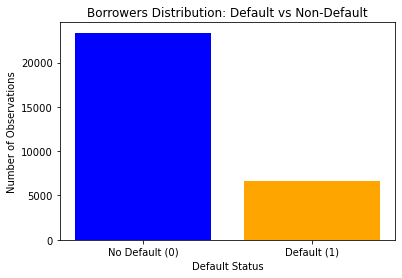 Borrowers Distribution: Default vs Non-Default
Number of Observations
20000
15000
10000
5000
0
No Default (0)
Default (1)
Default Status